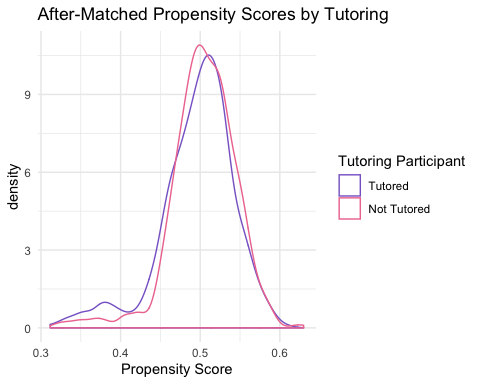 After-Matched Propensity Scores by Tutoring
9
6
3
0
density
0.3 0.4 0.5 0.6
Propensity Score
Tutoring Participant
Tutored
Not Tutored